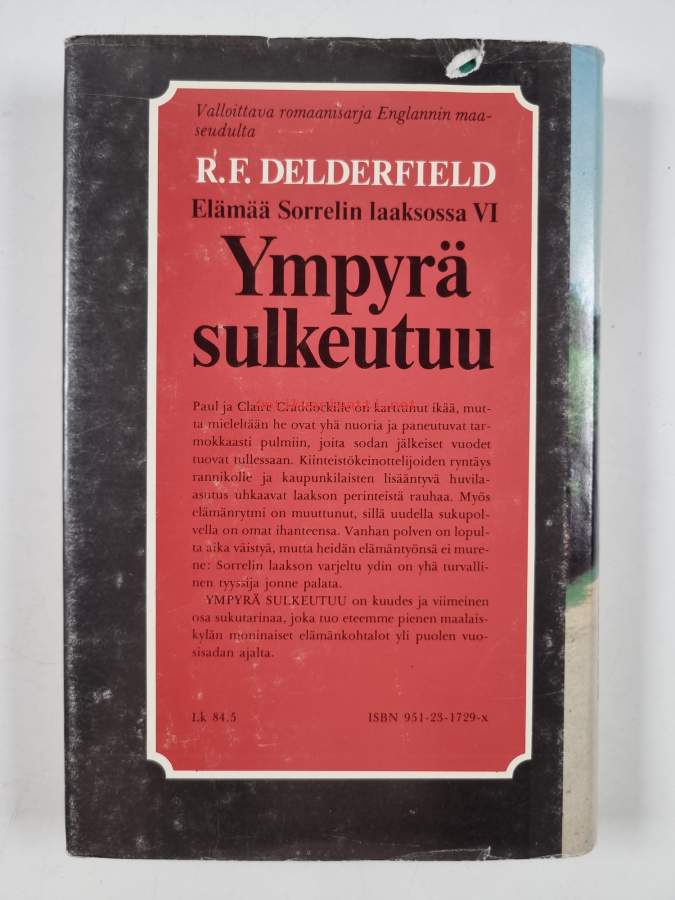 Valloittava romaanisarja Englannin maa-
seudulta
R.F. DELDERFIELD
Elämää Sorrelin laaksossa VI
Ympyrä
sulkeutuu
Paul ja Claire Craddockille on karttunut ikää, mut-
ta mieleltään he ovat yhä nuoria ja paneutuvat tar-
mokkaasti pulmiin, joita sodan jälkeiset vuodet
tuovat tullessaan. Kiinteistökeinottelijoiden ryntäys
rannikolle ja kaupunkilaisten lisääntyvä huvila-
asutus uhkaavat laakson perinteistä rauhaa. Myös
elämänrytmi on muuttunut, sillä uudella sukupol-
vella on omat ihanteensa. Vanhan polven on lopul-
ta aika väistyä, mutta heidän elämäntyönsä ei mure-
ne: Sorrelin laakson varjeltu ydin on yhä turvalli-
nen tyyssija jonne palata.
YMPYRÄ SULKEUTUU on kuudes ja viimeinen
osa sukutarinaa, joka tuo eteemme pienen maalais-
kylän moninaiset elämänkohtalot yli puolen vuo-
sisadan ajalta.
Lk 84.5 ISBN 951-23-1729-x